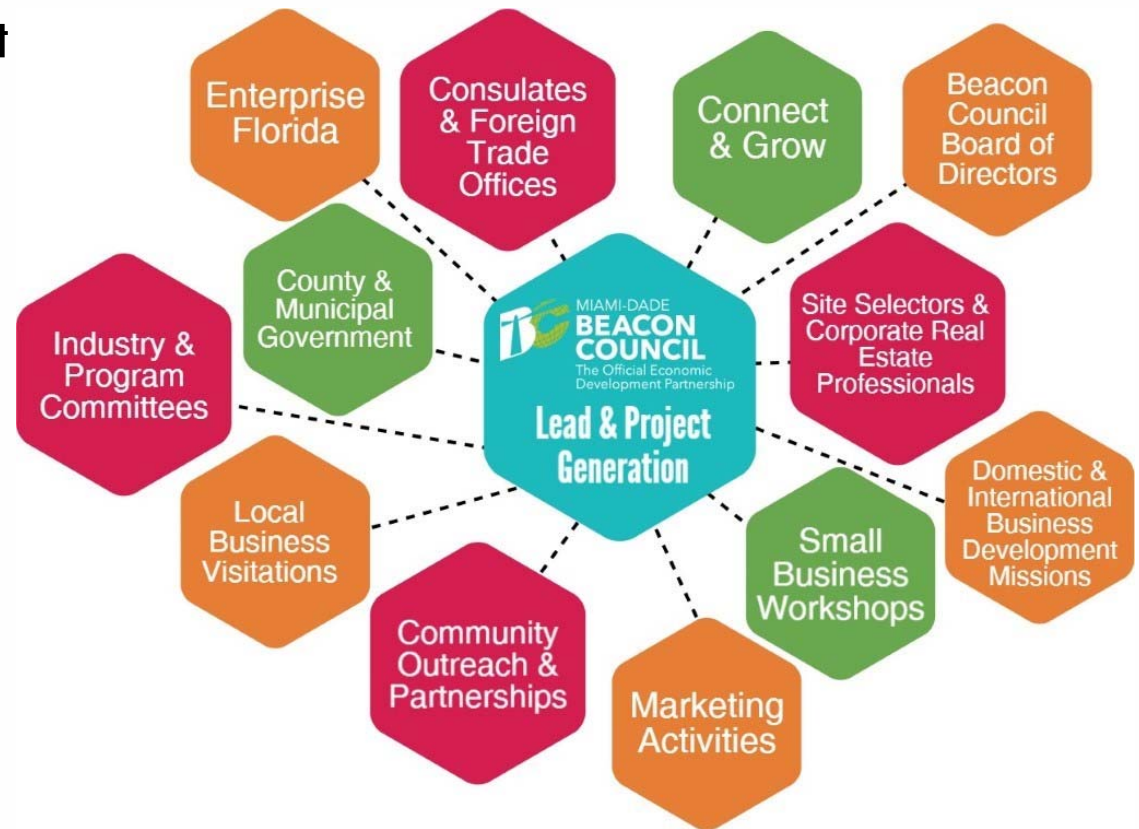 t
Enterprise
Florida
Consulates
& Foreign
Trade
Offices
Connect
& Grow
Beacon
Council
Board of
Directors
County &
Municipal
Government
Site Selectors &
Corporate Real
Estate
Professionals
Industry &
Program
Committees
MIAMI-DADE
BEACON
COUNCIL
The Official Economic
Development Partnership
Lead & Project
Generation
Local
Business
Visitations
Domestic &
International
Business
Development
Missions
Small
Business
Workshops
Community
Outreach &
Partnerships
Marketing
Activities